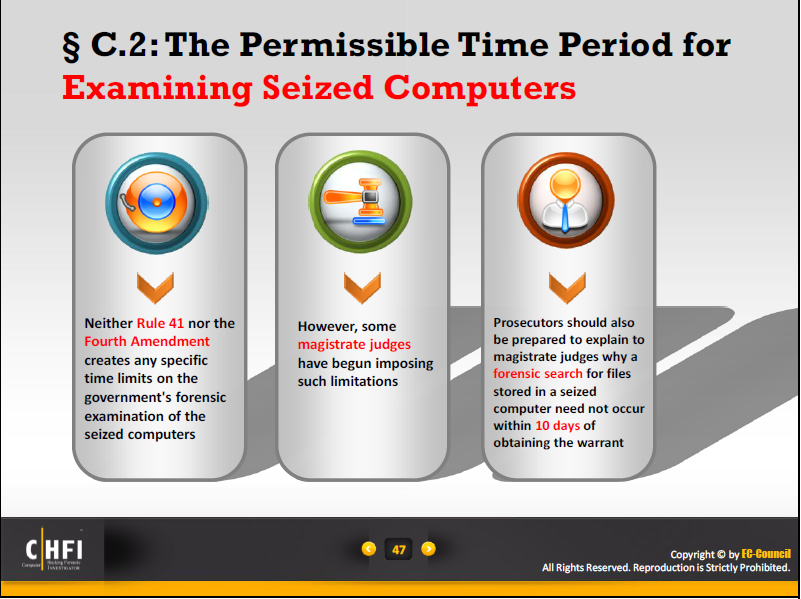 § C.2: The Permissible Time Period for
Examining Seized Computers
Neither Rule 41 nor the
Fourth Amendment
creates any specific
time limits on the
government's forensic
examination of the
seized computers
However, some
magistrate judges
have begun imposing
such limitations
Prosecutors should also
be prepared to explain to
magistrate judges why a
forensic search for files
stored in a seized
computer need not occur
within 10 days of
obtaining the warrant
CHFI
Computer Hacking Forensic
INVESTIGATOR
47
Copyright © by EC-Council
All Rights Reserved. Reproduction is Strictly Prohibited.